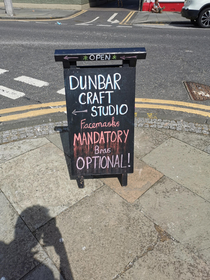 OPEN
DUNBAR
CRAFT
STUDIO
Facemasks
MANDATORY
Bras
OPTIONAL!